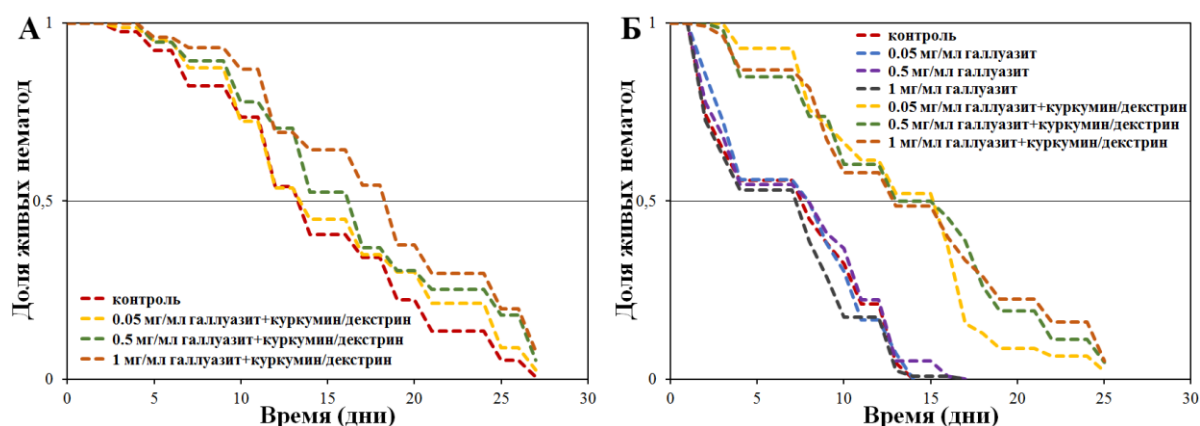 А
Доля живых нематод
1
0,5
0
контроль
0.05 мг/мл галлуазит+куркумин/декстрин
0.5 мг/мл галлуазит+куркумин/декстрин
1 мг/мл галлуазит+куркумин/декстрин
0 5 10 15 20 25 30
Время (дни)
Б
Доля живых нематод
1
0,5
0
контроль
0.05 мг/мл галлуазит
0.5 мг/мл галлуазит
1 мг/мл галлуазит
0.05 мг/мл галлуазит+куркумин/декстрин
0.5 мг/мл галлуазит+куркумин/декстрин
1 мг/мл галлуазит+куркумин/декстрин
0 5 10 15 20 25 30
Время (дни)